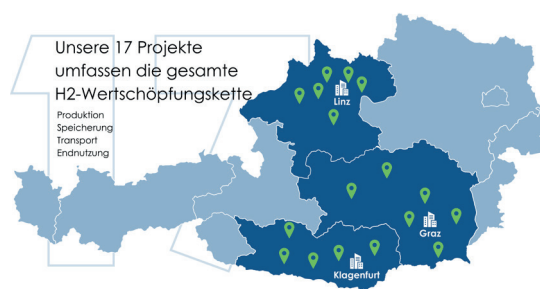 Unsere 17 Projekte
umfassen die gesamte
H2-Wertschöpfungskette
Produktion
Speicherung
Transport
Endnutzung
Linz
Graz
Klagenfurt